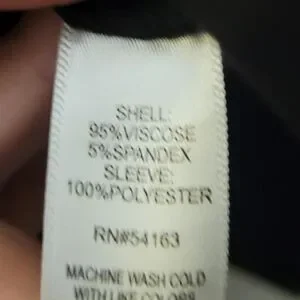 SHELL:
95%VISCOSE
5%SPANDEX
SLEEVE:
100%POLYESTER
RN#54163
MACHINE WASH COLD
WITH LIKE COLORS